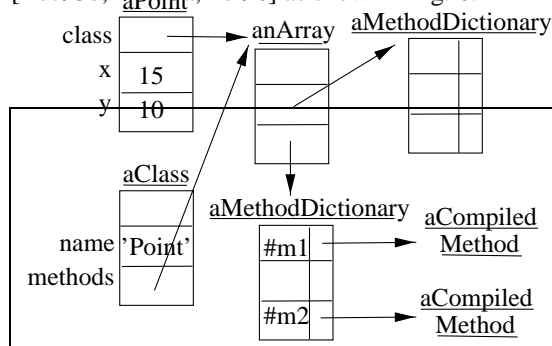 aPoint
class
anArray
aMethodDictionary
x 15
y 10
aClass
aMethodDictionary
name 'Point'
methods
#m1
aCompiled
Method
#m2
aCompiled
Method